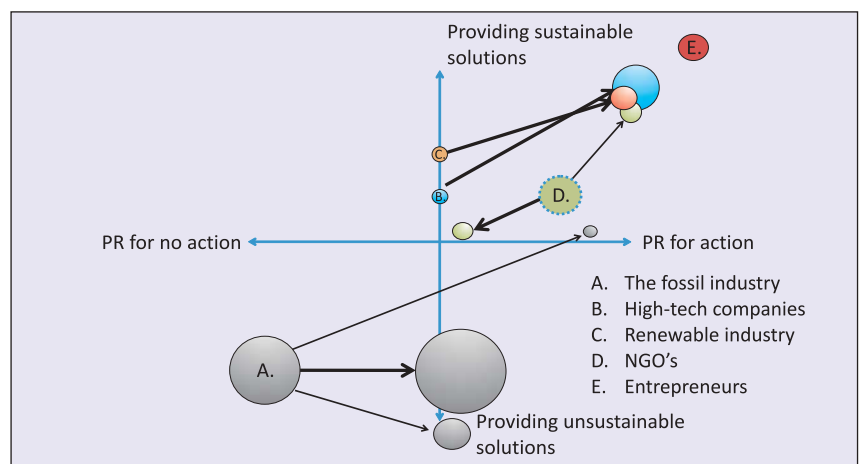 Providing sustainable
solutions
E.
C.
B.
D.
PR for no action
PR for action
A. The fossil industry
B. High-tech companies
C. Renewable industry
D. NGO's
E. Entrepreneurs
A.
Providing unsustainable
solutions